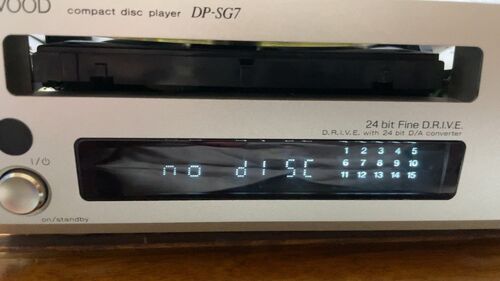 WOOD compact disc player DP-SG7
24 bit Fine D.R.I.V.E.
D.R.I.V.E. with 24 bit D/A converter
no dISC
1 2 3 4 5
6 7 8 9 10
11 12 13 14 15
I/⏻
on/standby